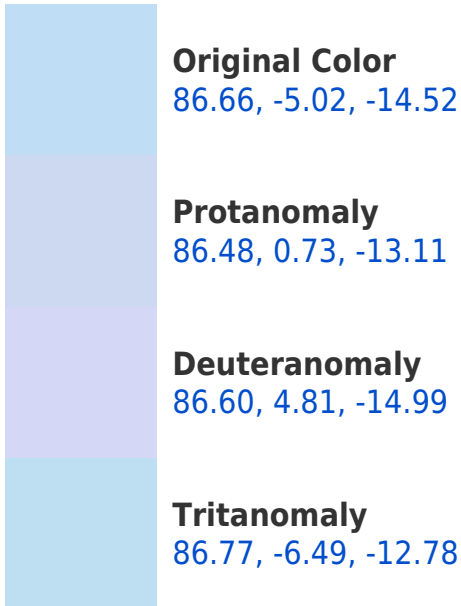 Original Color
86.66, -5.02, -14.52
Protanomaly
86.48, 0.73, -13.11
Deuteranomaly
86.60, 4.81, -14.99
Tritanomaly
86.77, -6.49, -12.78